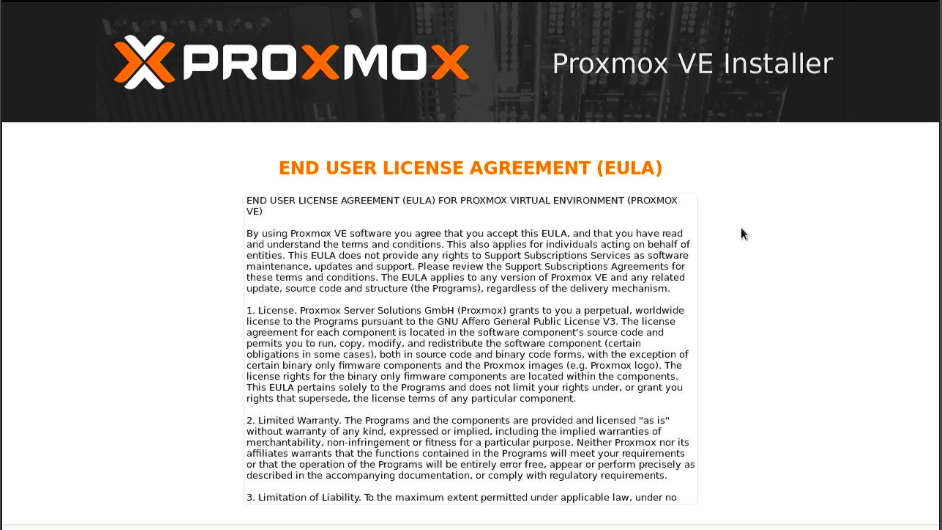 PROXMOX
Proxmox VE Installer
END USER LICENSE AGREEMENT (EULA)
END USER LICENSE AGREEMENT (EULA) FOR PROXMOX VIRTUAL ENVIRONMENT (PROXMOX
VE)
By using Proxmox VE software you agree that you accept this EULA, and that you have read
and understand the terms and conditions. This also applies for individuals acting on behalf of
entities. This EULA does not provide any rights to Support Subscriptions Services as software
maintenance, updates and support. Please review the Support Subscriptions Agreements for
these terms and conditions. The EULA applies to any version of Proxmox VE and any related
update, source code and structure (the Programs), regardless of the delivery mechanism.
1. License. Proxmox Server Solutions GmbH (Proxmox) grants to you a perpetual, worldwide
license to the Programs pursuant to the GNU Affero General Public License V3. The license
agreement for each component is located in the software component's source code and
permits you to run, copy, modify, and redistribute the software component (certain
obligations in some cases), both in source code and binary code forms, with the exception of
certain binary only firmware components and the Proxmox images (e.g. Proxmox logo). The
license rights for the binary only firmware components are located within the components.
This EULA pertains solely to the Programs and does not limit your rights under, or grant you
rights that supersede, the license terms of any particular component.
2. Limited Warranty. The Programs and the components are provided and licensed "as is"
without warranty of any kind, expressed or implied, including the implied warranties of
merchantability, non-infringement or fitness for a particular purpose. Neither Proxmox nor its
affiliates warrants that the functions contained in the Programs will meet your requirements
or that the operation of the Programs will be entirely error free, appear or perform precisely as
described in the accompanying documentation, or comply with regulatory requirements.
3. Limitation of Liability. To the maximum extent permitted under applicable law, under no